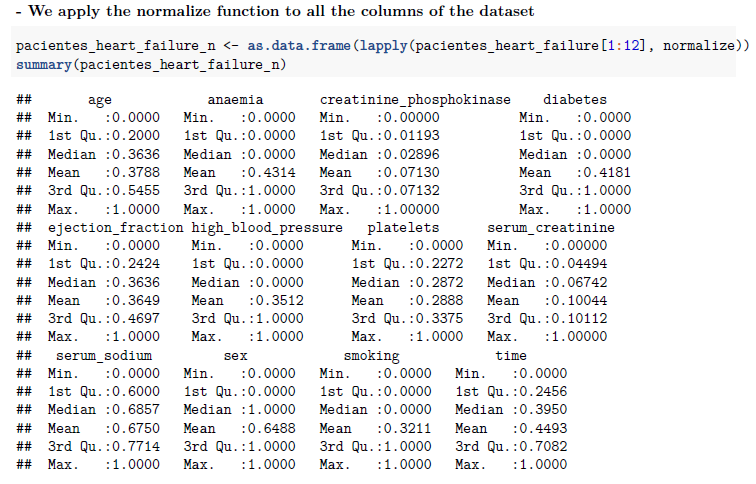 - We apply the normalize function to all the columns of the dataset
pacientes_heart_failure_n <- as.data.frame(lapply(pacientes_heart_failure[1:12], normalize))
summary(pacientes_heart_failure_n)
##       age            anaemia       creatinine_phosphokinase    diabetes
## Min.   :0.0000   Min.   :0.0000   Min.   :0.00000          Min.   :0.0000
## 1st Qu.:0.2000   1st Qu.:0.0000   1st Qu.:0.01193          1st Qu.:0.0000
## Median :0.3636   Median :0.0000   Median :0.02896          Median :0.0000
## Mean   :0.3788   Mean   :0.4314   Mean   :0.07130          Mean   :0.4181
## 3rd Qu.:0.5455   3rd Qu.:1.0000   3rd Qu.:0.07132          3rd Qu.:1.0000
## Max.   :1.0000   Max.   :1.0000   Max.   :1.00000          Max.   :1.0000
## ejection_fraction high_blood_pressure   platelets      serum_creatinine
## Min.   :0.0000    Min.   :0.0000      Min.   :0.0000   Min.   :0.00000
## 1st Qu.:0.2424    1st Qu.:0.0000      1st Qu.:0.2272   1st Qu.:0.04494
## Median :0.3636    Median :0.0000      Median :0.2872   Median :0.06742
## Mean   :0.3649    Mean   :0.3512      Mean   :0.2888   Mean   :0.10044
## 3rd Qu.:0.4697    3rd Qu.:1.0000      3rd Qu.:0.3375   3rd Qu.:0.10112
## Max.   :1.0000    Max.   :1.0000      Max.   :1.0000   Max.   :1.00000
##  serum_sodium         sex            smoking            time
## Min.   :0.0000   Min.   :0.0000   Min.   :0.0000   Min.   :0.0000
## 1st Qu.:0.6000   1st Qu.:0.0000   1st Qu.:0.0000   1st Qu.:0.2456
## Median :0.6857   Median :1.0000   Median :0.0000   Median :0.3950
## Mean   :0.6750   Mean   :0.6488   Mean   :0.3211   Mean   :0.4493
## 3rd Qu.:0.7714   3rd Qu.:1.0000   3rd Qu.:1.0000   3rd Qu.:0.7082
## Max.   :1.0000   Max.   :1.0000   Max.   :1.0000   Max.   :1.0000